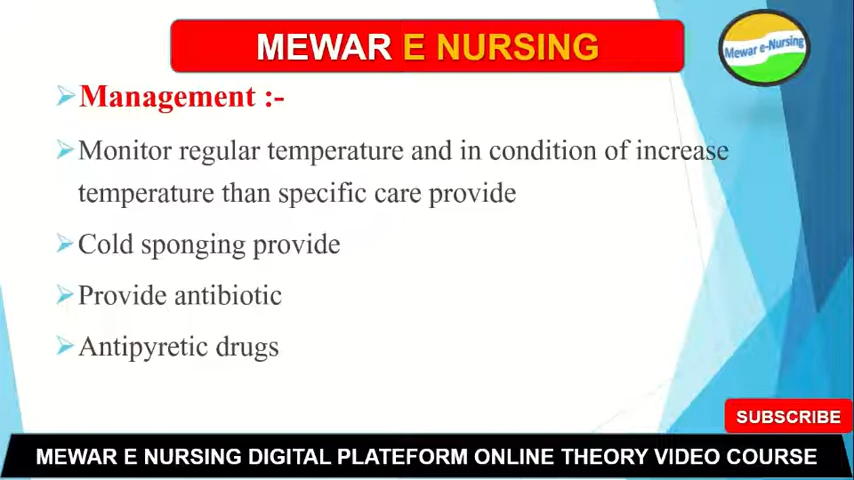 MEWAR E NURSING
Mewar e-Nursing
Management :-
Monitor regular temperature and in condition of increase
temperature than specific care provide
Cold sponging provide
Provide antibiotic
Antipyretic drugs
SUBSCRIBE
MEWAR E NURSING DIGITAL PLATEFORM ONLINE THEORY VIDEO COURSE